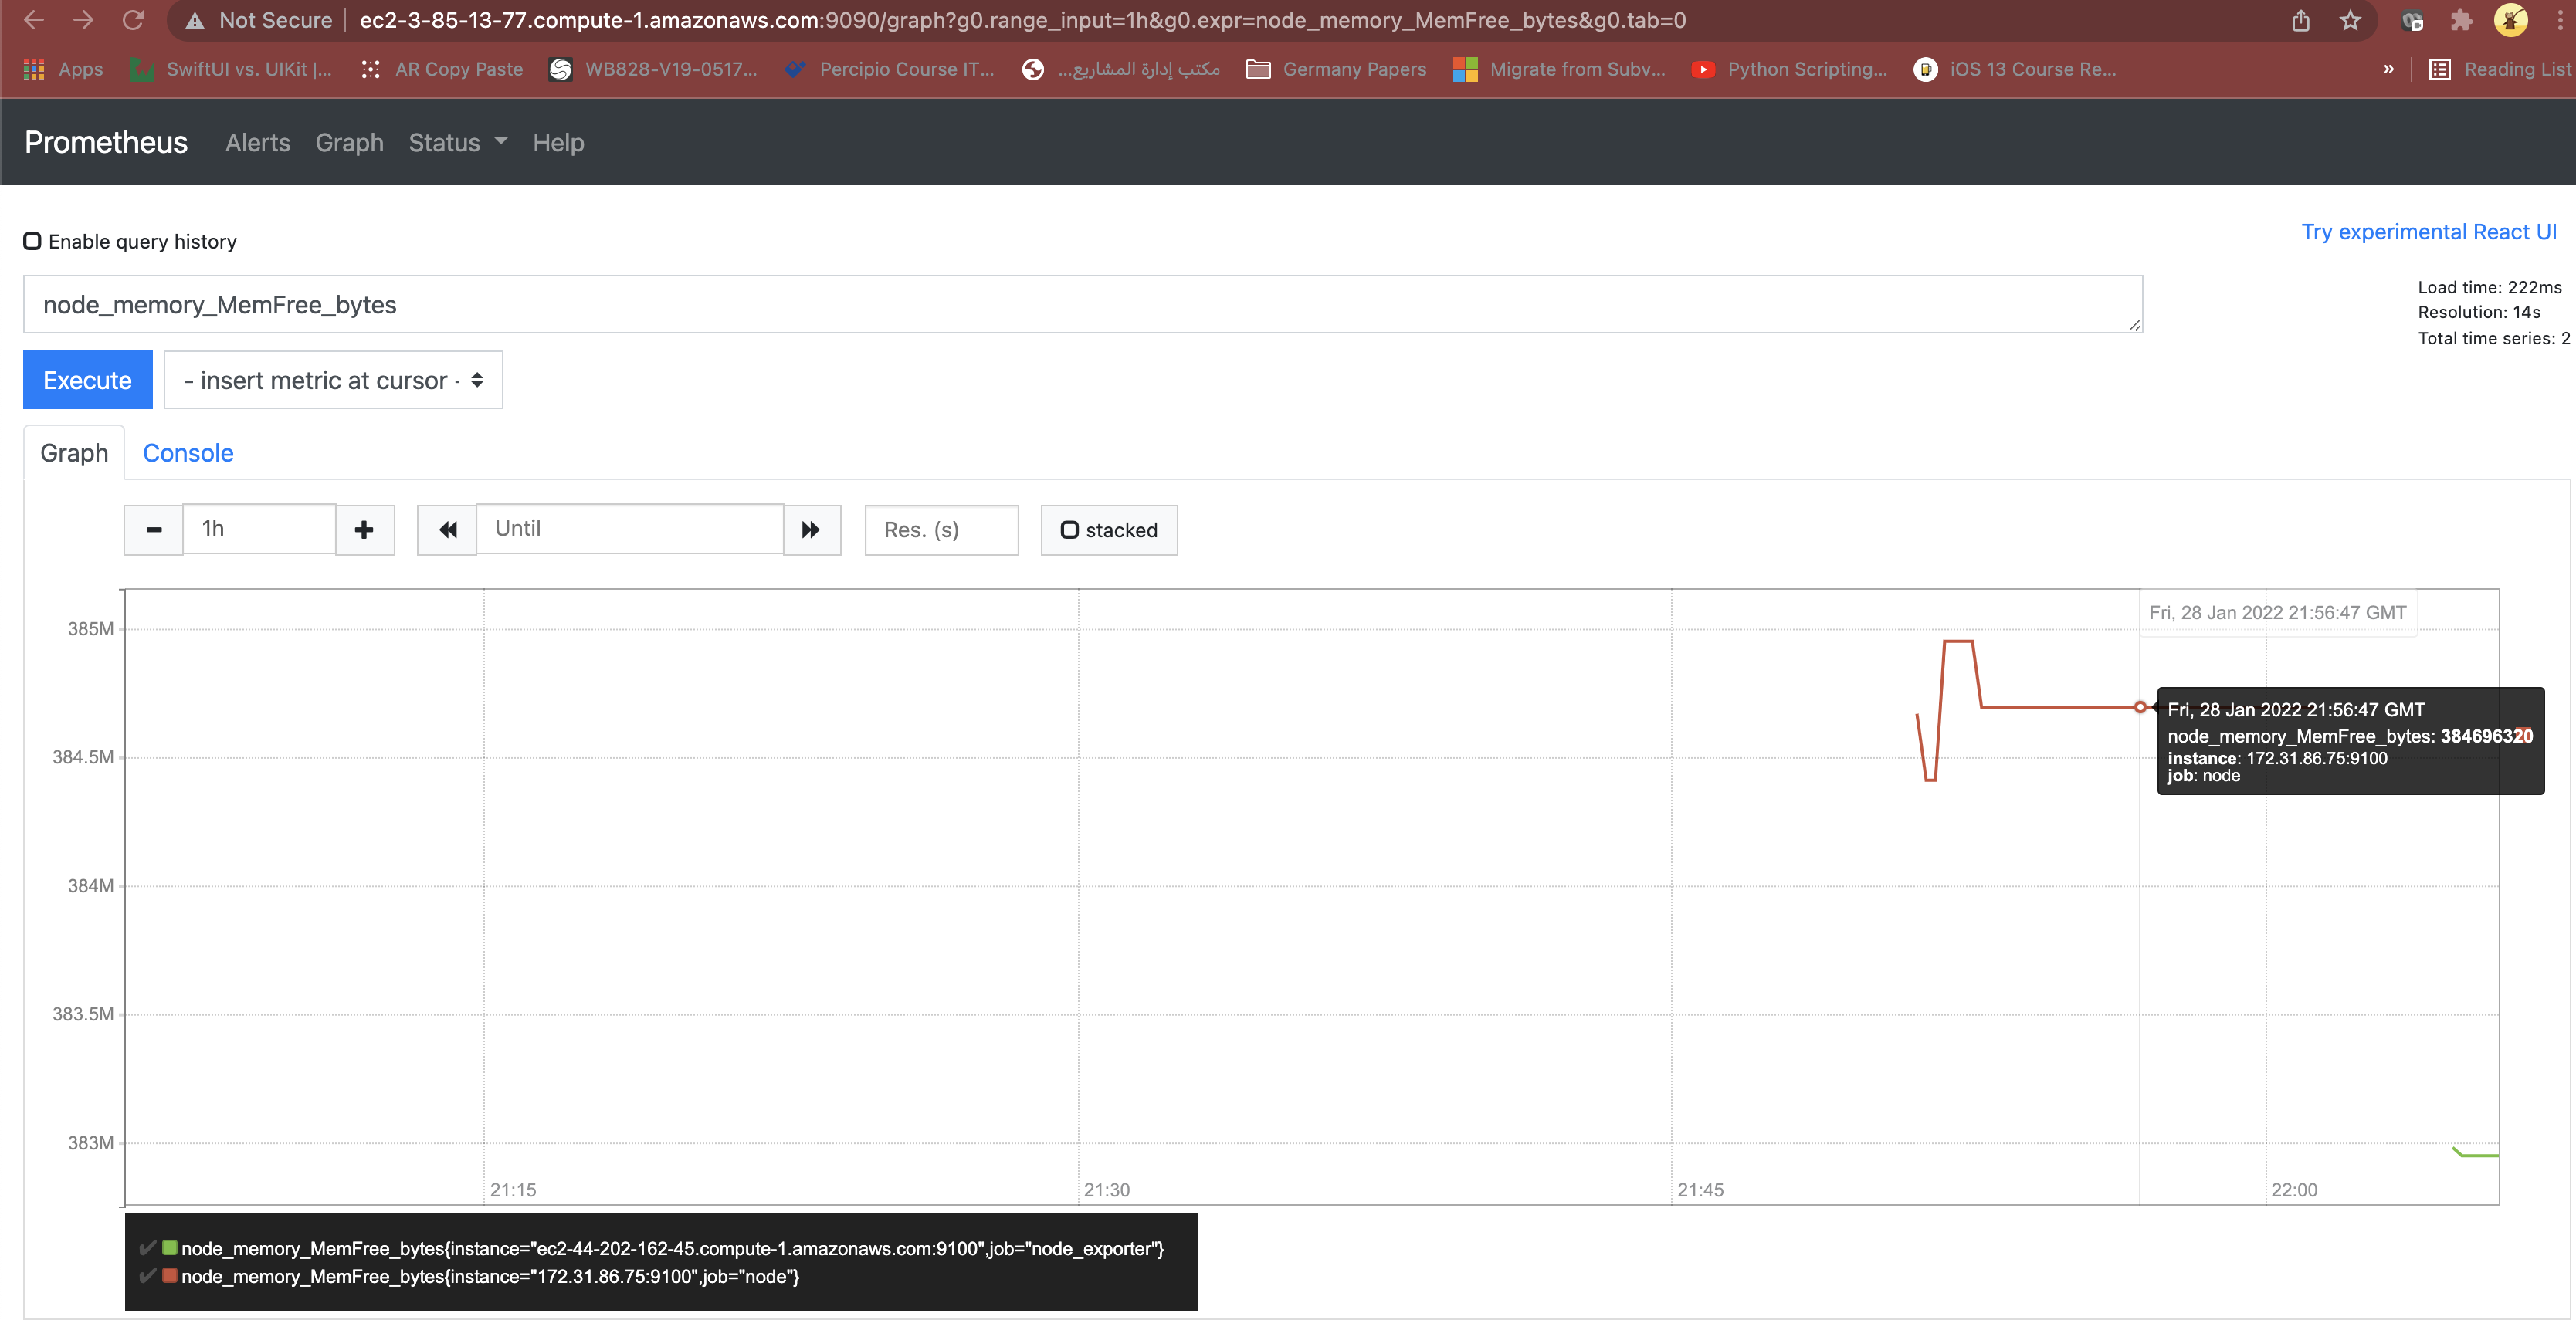 Not Secure ec2-3-85-13-77.compute-1.amazonaws.com:9090/graph?g0.range_input=1h&g0.expr=node_memory_MemFree_bytes&g0.tab=0
Apps SwiftUI vs. UIKit |... AR Copy Paste WB828-V19-0517... Percipio Course IT... مكتب إدارة المشاريع... Germany Papers Migrate from Subv... Python Scripting... iOS 13 Course Re... » Reading List
Prometheus Alerts Graph Status Help
Enable query history
Try experimental React UI
node_memory_MemFree_bytes
Load time: 222ms
Resolution: 14s
Total time series: 2
Execute - insert metric at cursor -
Graph Console
1h Until Res. (s) stacked
Fri, 28 Jan 2022 21:56:47 GMT
385M
384.5M
384M
383.5M
383M
Fri, 28 Jan 2022 21:56:47 GMT
node_memory_MemFree_bytes: 384696320
instance: 172.31.86.75:9100
job: node
21:15 21:30 21:45 22:00
✔ node_memory_MemFree_bytes{instance="ec2-44-202-162-45.compute-1.amazonaws.com:9100",job="node_exporter"}
✔ node_memory_MemFree_bytes{instance="172.31.86.75:9100",job="node"}